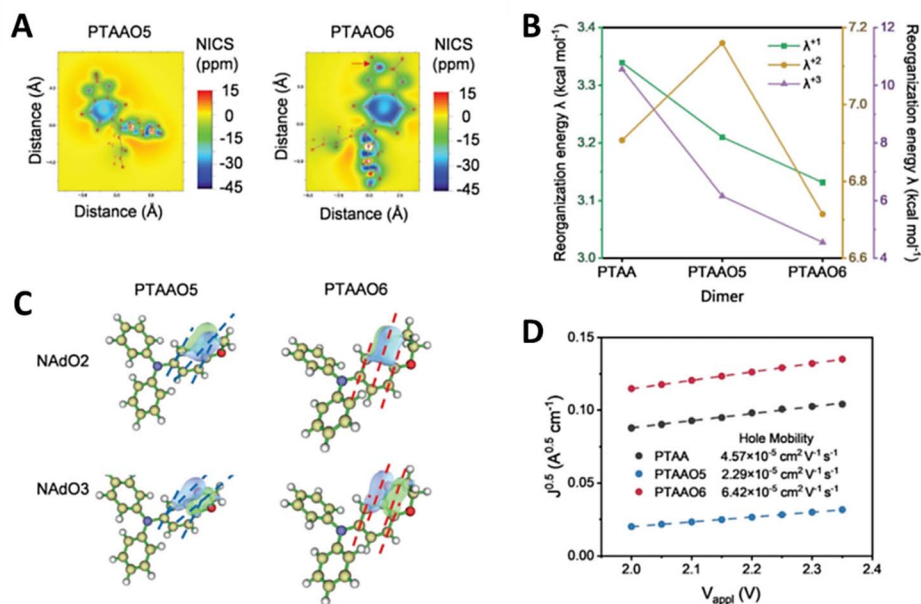 A
PTAAO5
NICS
(ppm)
15
0
-15
-30
-45
Distance (Å)
Distance (Å)
PTAAO6
NICS
(ppm)
15
0
-15
-30
-45
Distance (Å)
Distance (Å)
B
3.4
3.3
3.2
3.1
3.0
Reorganization energy λ (kcal mol⁻¹)
λ⁺¹
λ⁺²
λ⁺³
7.2
7.0
6.8
6.6
12
10
8
6
4
Reorganization energy λ (kcal mol⁻¹)
PTAA PTAAO5 PTAAO6
Dimer
C
PTAAO5 PTAAO6
NAdO2
NAdO3
D
0.15
0.10
0.05
0.00
J⁰·⁵ (A⁰·⁵ cm⁻¹)
Hole Mobility
PTAA 4.57×10⁻⁵ cm² V⁻¹ s⁻¹
PTAAO5 2.29×10⁻⁵ cm² V⁻¹ s⁻¹
PTAAO6 6.42×10⁻⁵ cm² V⁻¹ s⁻¹
2.0 2.1 2.2 2.3 2.4
Vappl (V)